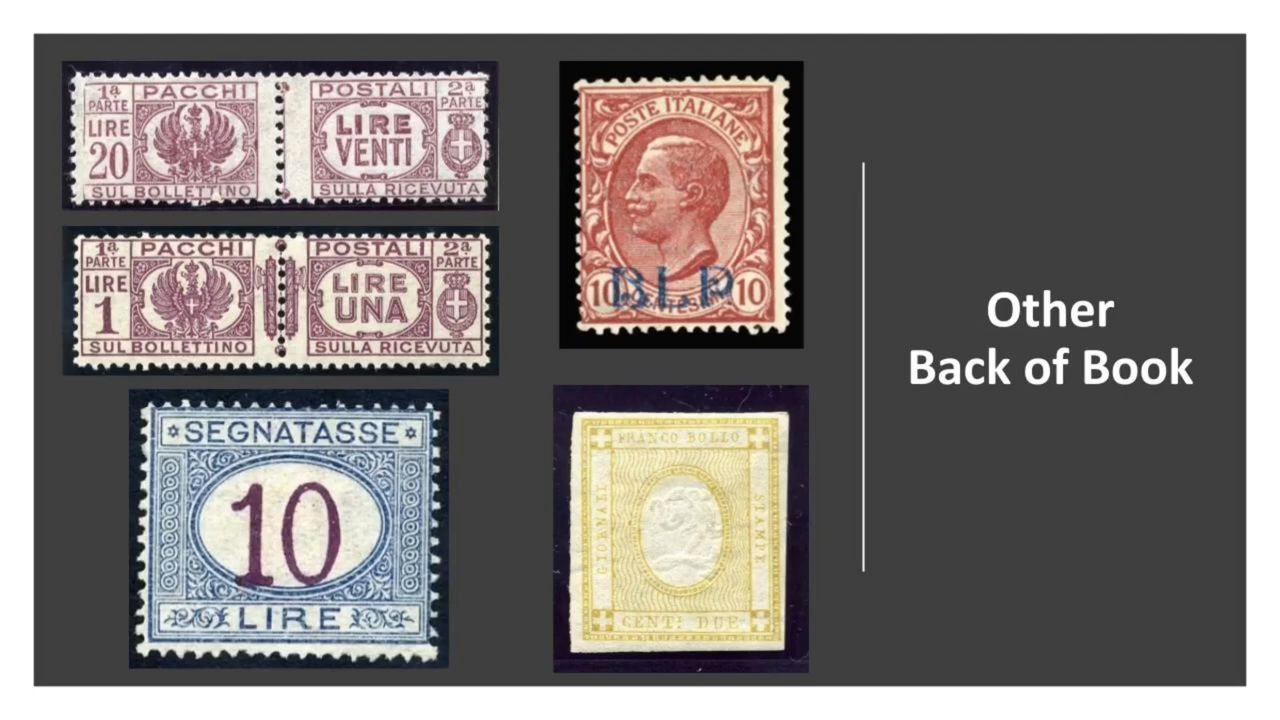 1ª PARTE PACCHI POSTALI 2ª PARTE
LIRE 20 LIRE VENTI
SUL BOLLETTINO SULLA RICEVUTA
1ª PARTE PACCHI POSTALI 2ª PARTE
LIRE 1 LIRE UNA
SUL BOLLETTINO SULLA RICEVUTA
SEGNATASSE
10
LIRE
POSTE ITALIANE
B L P
10 10
FRANCO BOLLO
GIORNALI
STAMPE
CENTI DUE
Other
Back of Book